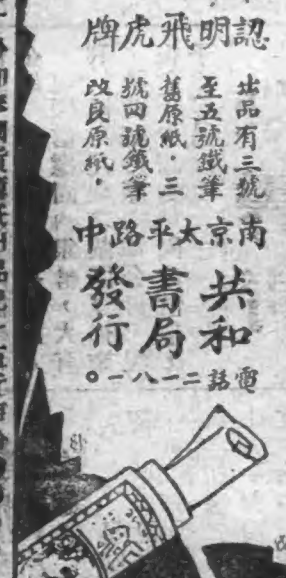 認明飛虎牌
出品有三號
至五號鐵筆
舊原紙．三
號四號鐵筆
改良原紙．
南京太平路中
共和
書局
發行
電話二一八一〇